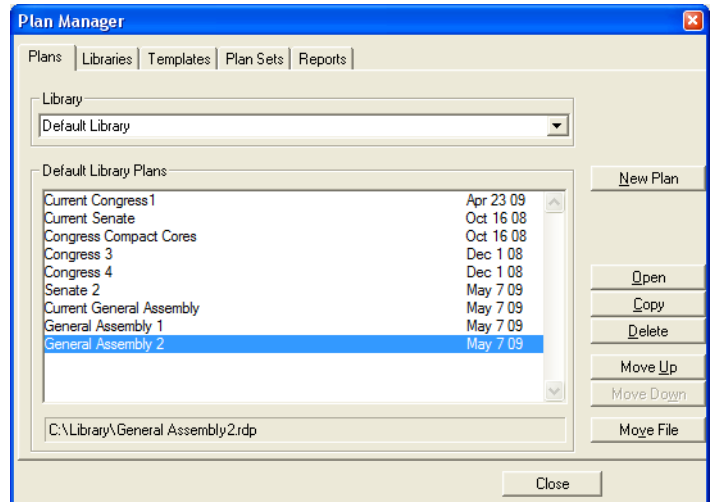 Plan Manager
Plans Libraries Templates Plan Sets Reports
Library
Default Library
Default Library Plans
New Plan
Current Congress1 Apr 23 09
Current Senate Oct 16 08
Congress Compact Cores Oct 16 08
Congress 3 Dec 1 08
Congress 4 Dec 1 08
Senate 2 May 7 09
Current General Assembly May 7 09
General Assembly 1 May 7 09
General Assembly 2 May 7 09
Open
Copy
Delete
Move Up
Move Down
C:\Library\General Assembly2.rdp
Move File
Close